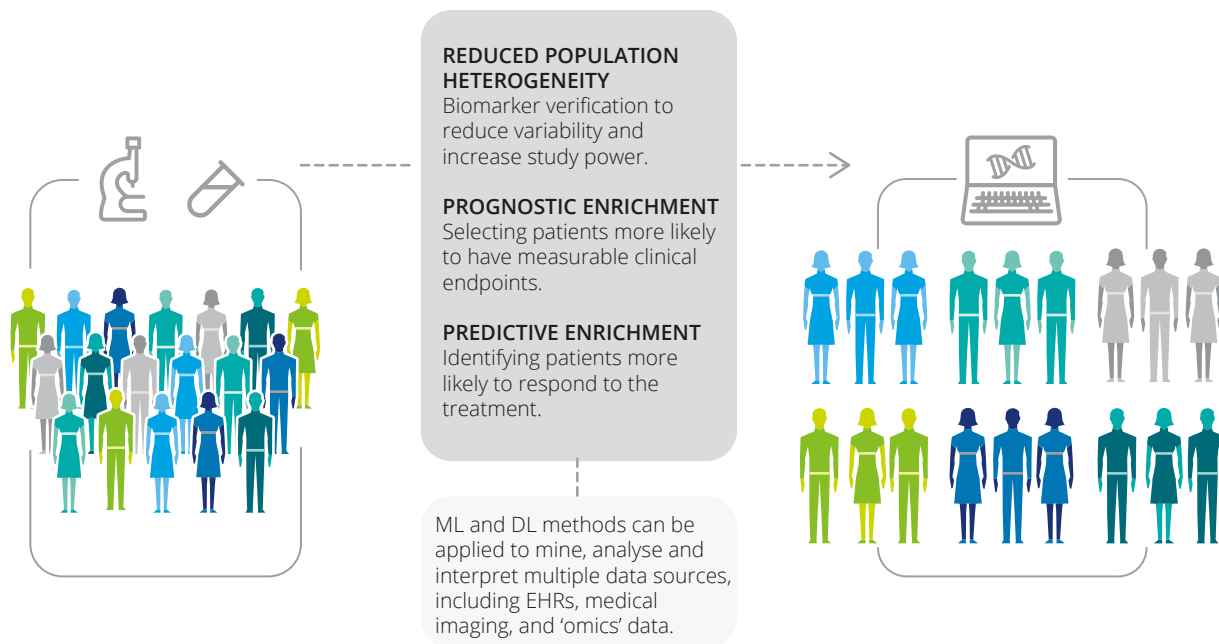 REDUCED POPULATION
HETEROGENEITY
Biomarker verification to
reduce variability and
increase study power.
PROGNOSTIC ENRICHMENT
Selecting patients more likely
to have measurable clinical
endpoints.
PREDICTIVE ENRICHMENT
Identifying patients more
likely to respond to the
treatment.
ML and DL methods can be
applied to mine, analyse and
interpret multiple data sources,
including EHRs, medical
imaging, and ‘omics’ data.